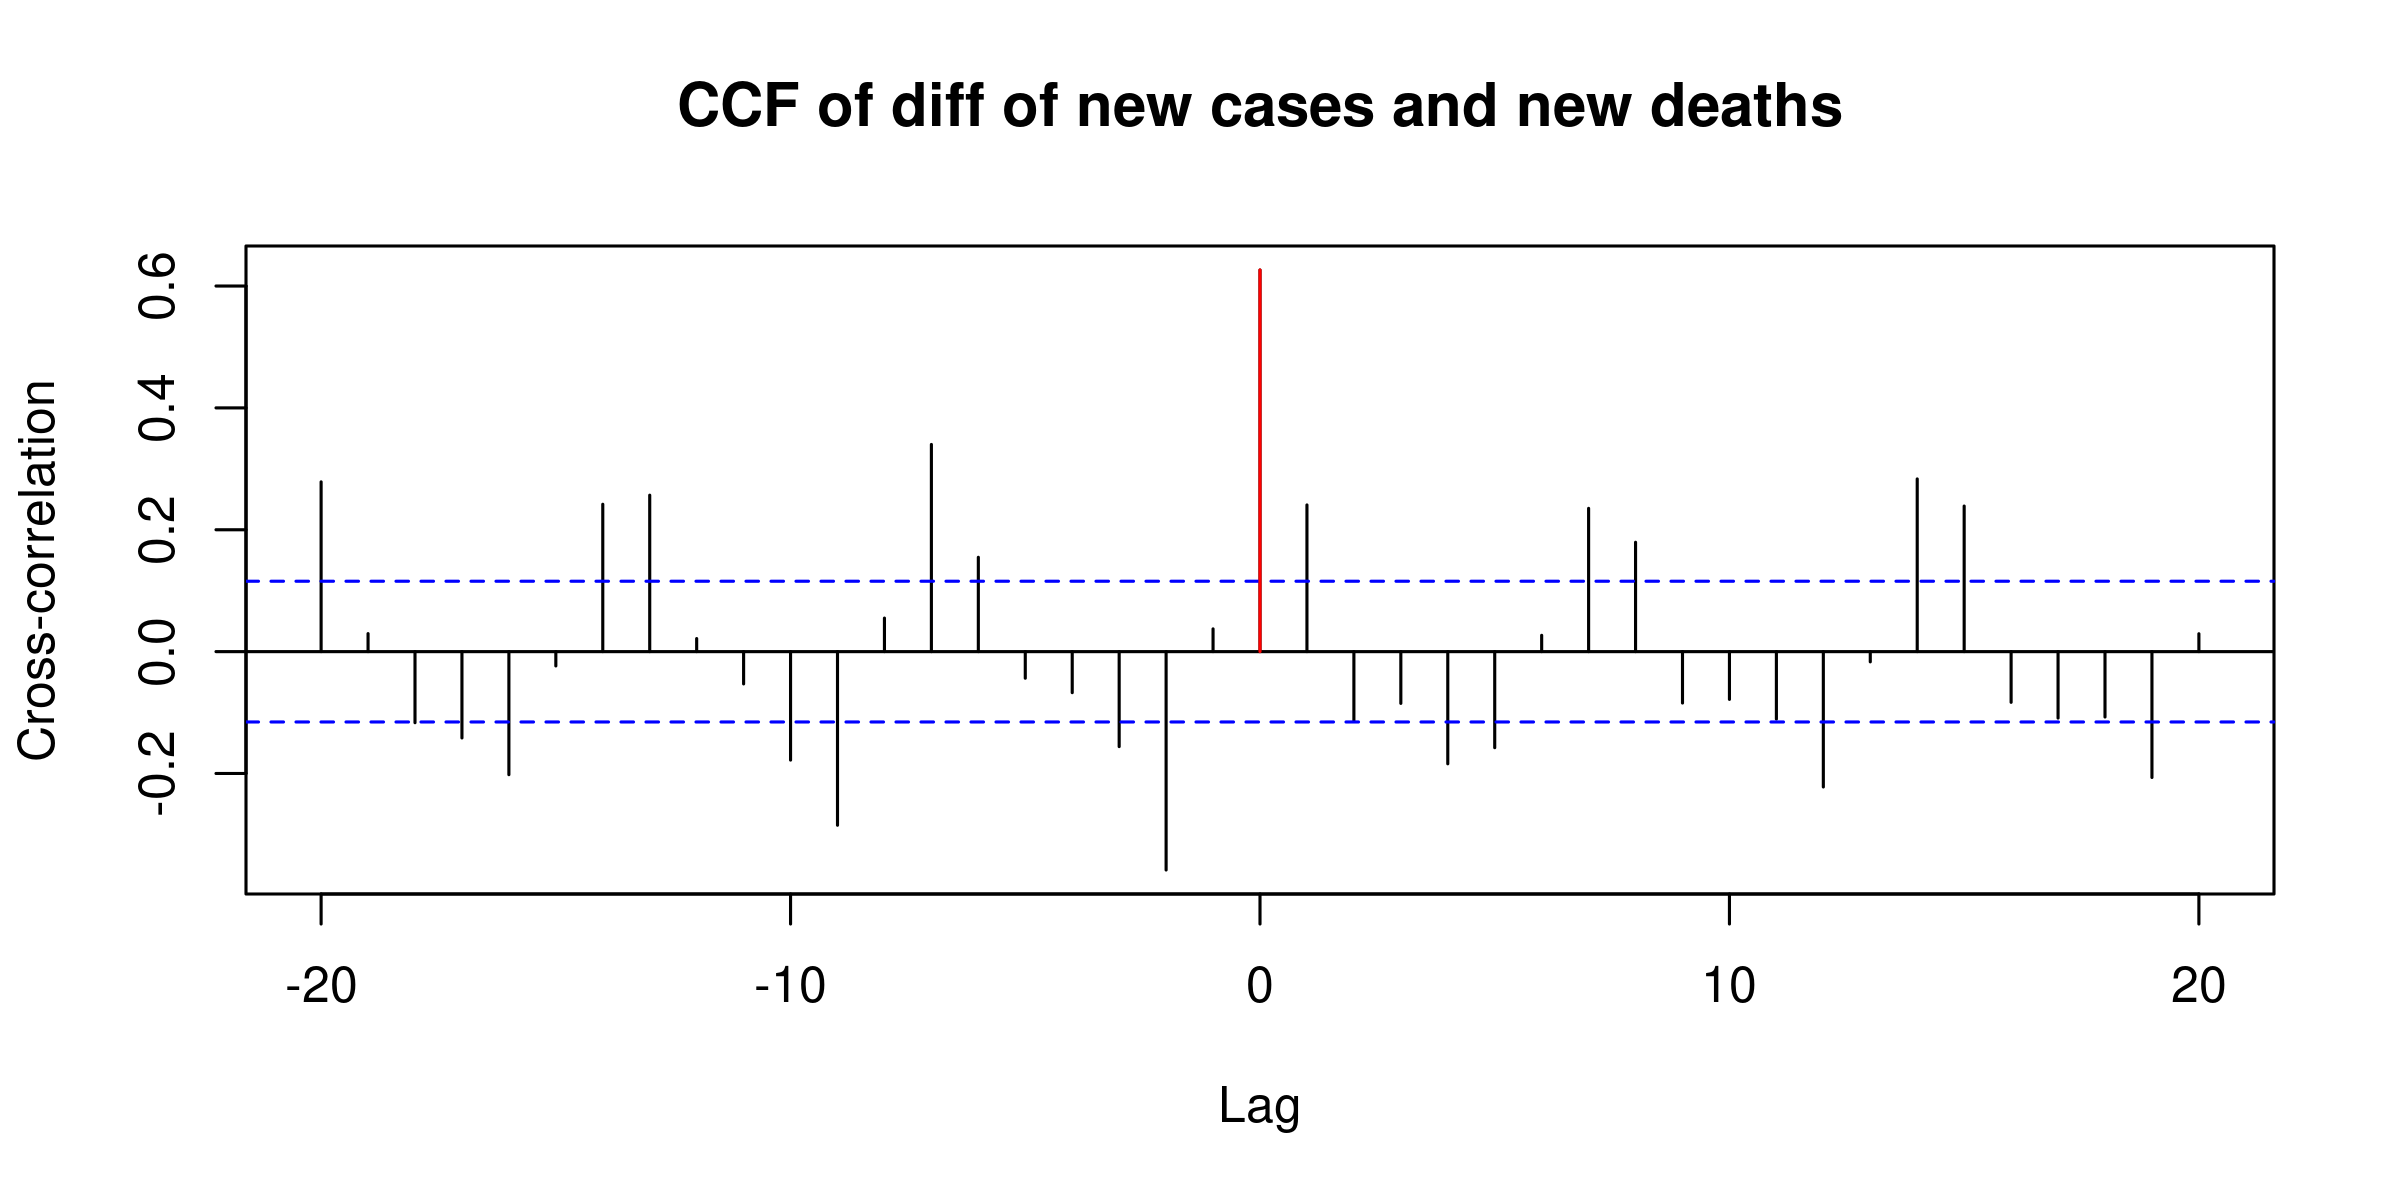 CCF of diff of new cases and new deaths
Cross-correlation
0.6
0.4
0.2
0.0
-0.2
-20 -10 0 10 20
Lag